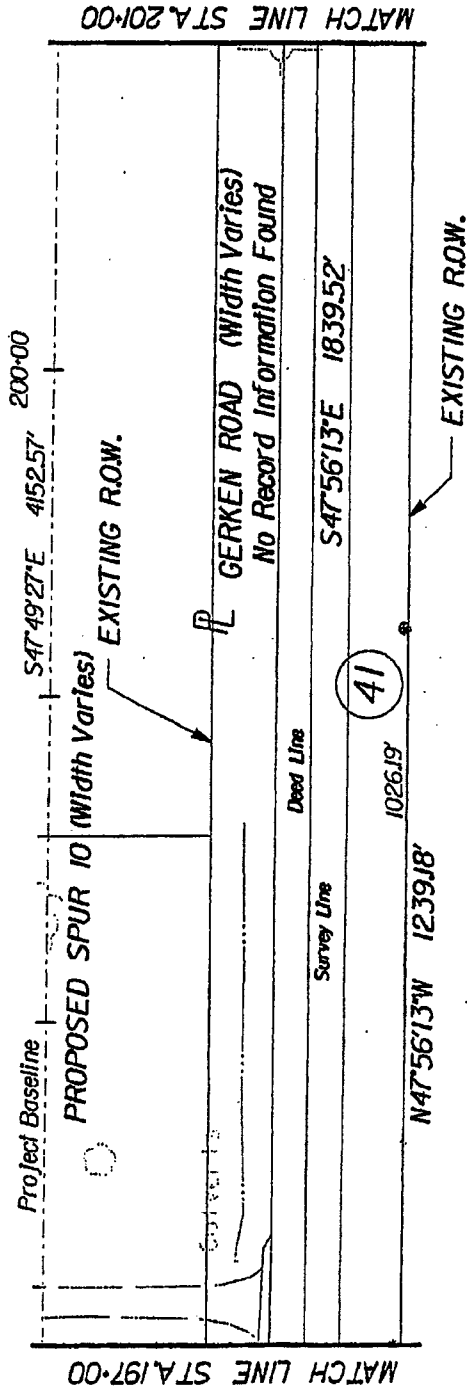 MATCH LINE STA. 201+00
200+00
S47°49'27"E 4152.57'
Project Baseline
PROPOSED SPUR 10 (Width Varies)
EXISTING R.O.W.
PL
GERKEN ROAD (Width Varies)
No Record Information Found
Deed Line
S47°56'13"E 1839.52'
Survey Line
41
1026.19'
N47°56'13"W 1239.18'
EXISTING R.O.W.
MATCH LINE STA. 197+00